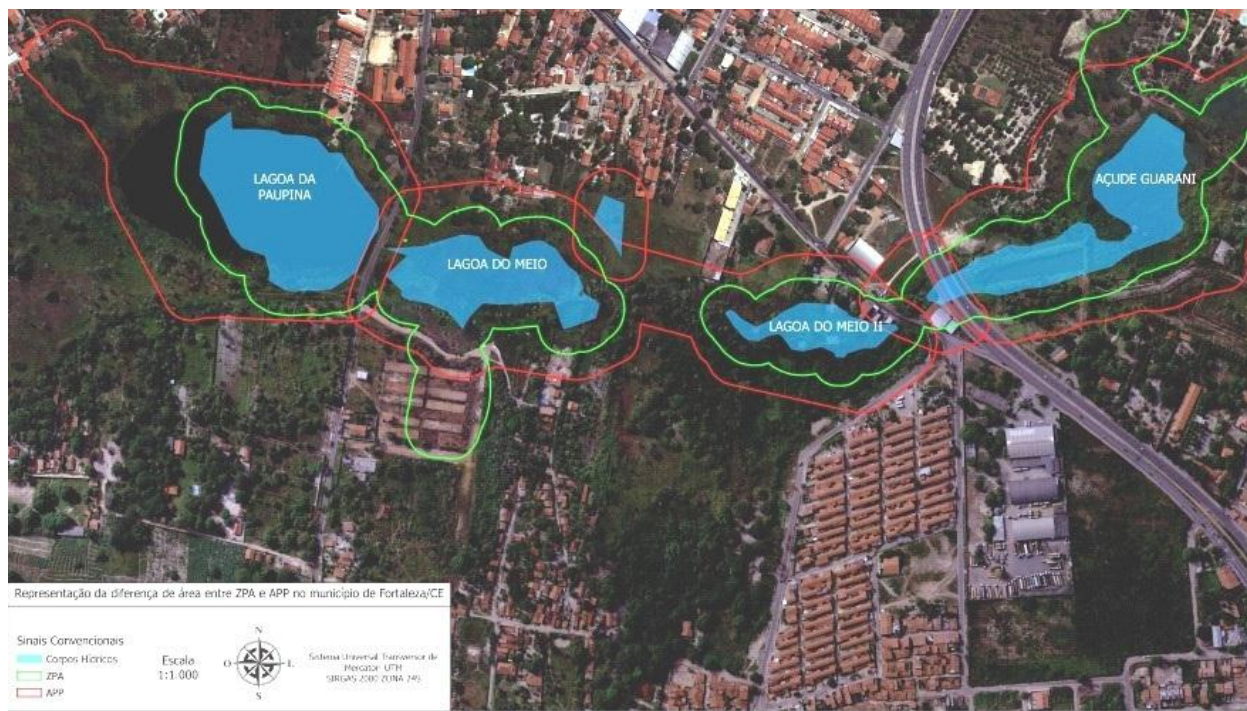 LAGOA DA
PAUPINA
LAGOA DO MEIO
LAGOA DO MEIO II
AÇUDE GUARANI
Representação da diferença de área entre ZPA e APP no município de Fortaleza/CE
Sinais Convencionais
Corpos Hídricos
ZPA
APP
Escala
1:1.000
N
O
L
S
Sistema Universal Transversor de
Mercator UTM
SIRGAS 2000 ZONA 24S